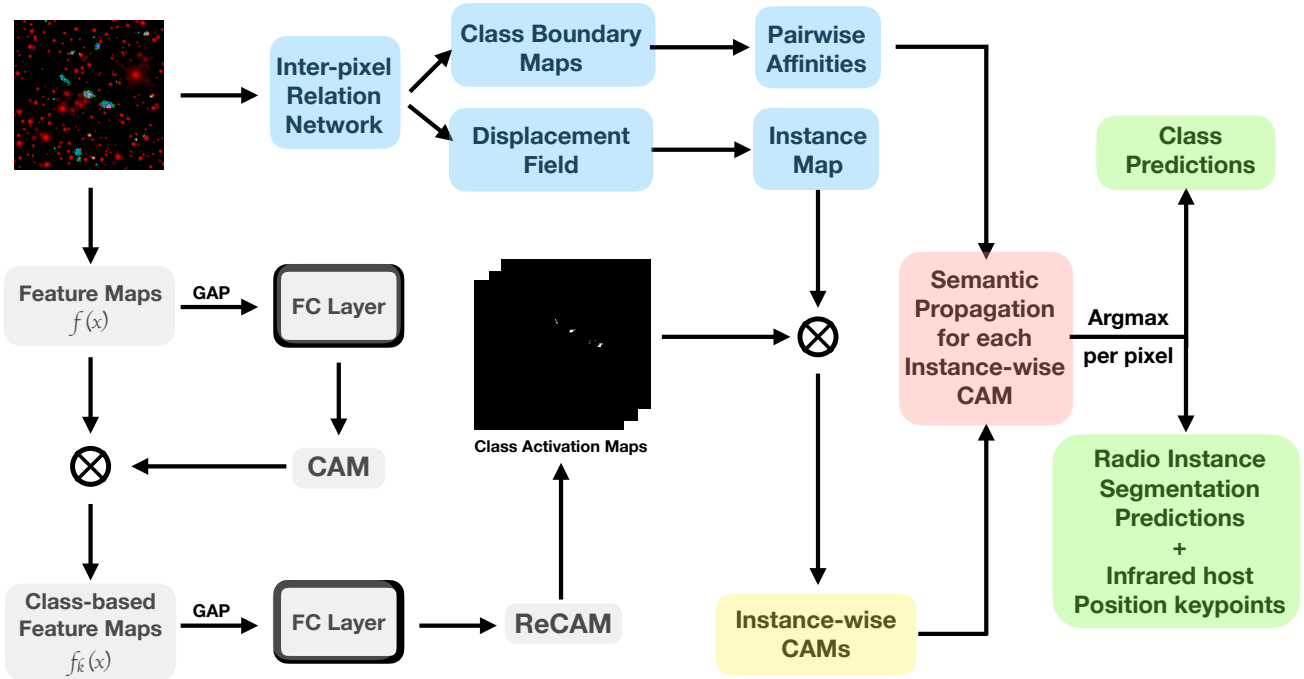 Inter-pixel
Relation
Network
Class Boundary
Maps
Pairwise
Affinities
Displacement
Field
Instance
Map
Class
Predictions
Feature Maps
f(x)
GAP
FC Layer
CAM
Class-based
Feature Maps
fk(x)
GAP
FC Layer
ReCAM
Class Activation Maps
Instance-wise
CAMs
Semantic
Propagation
for each
Instance-wise
CAM
Argmax
per pixel
Radio Instance
Segmentation
Predictions
+
Infrared host
Position keypoints